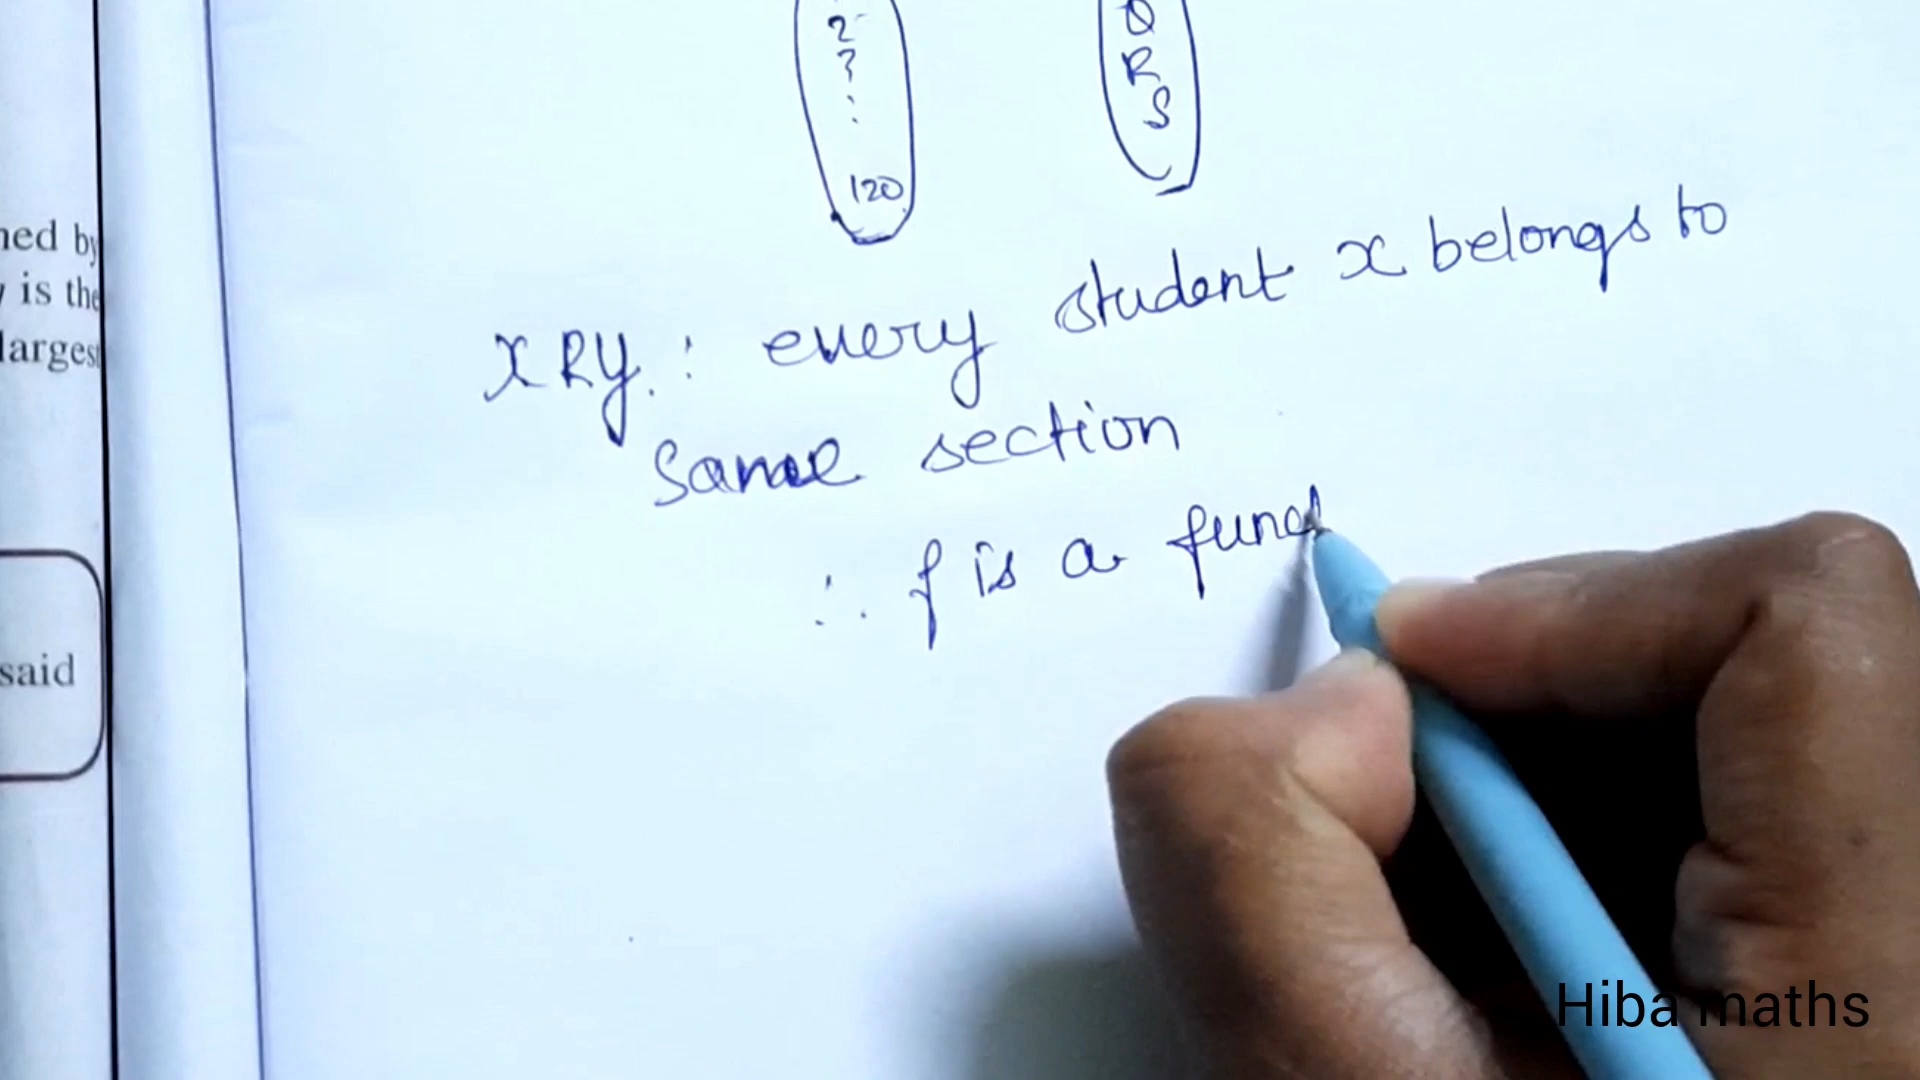 2
3
:
120
Q
R
S
ned by
y is the
larges
said
x R y : every student x belongs to
same section
∴ f is a func
Hiba maths